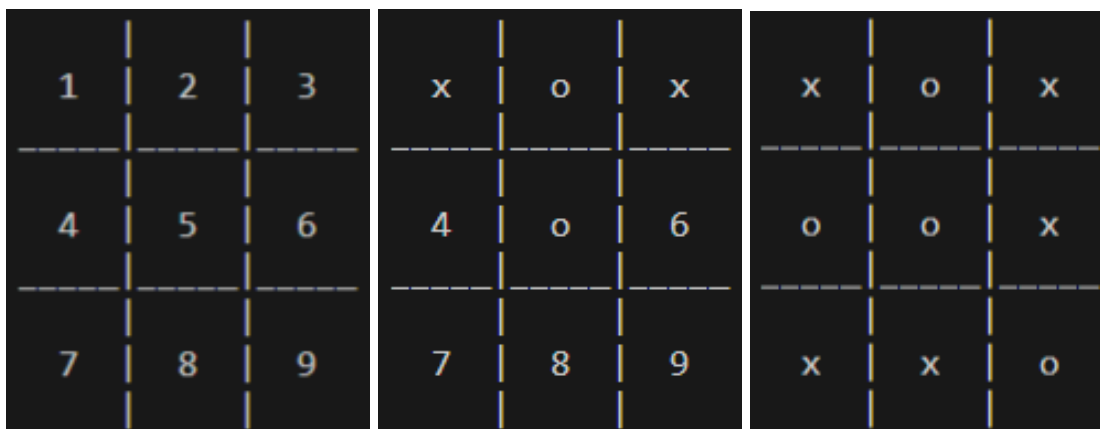 1 | 2 | 3
4 | 5 | 6
7 | 8 | 9
x | o | x
4 | o | 6
7 | 8 | 9
x | o | x
o | o | x
x | x | o